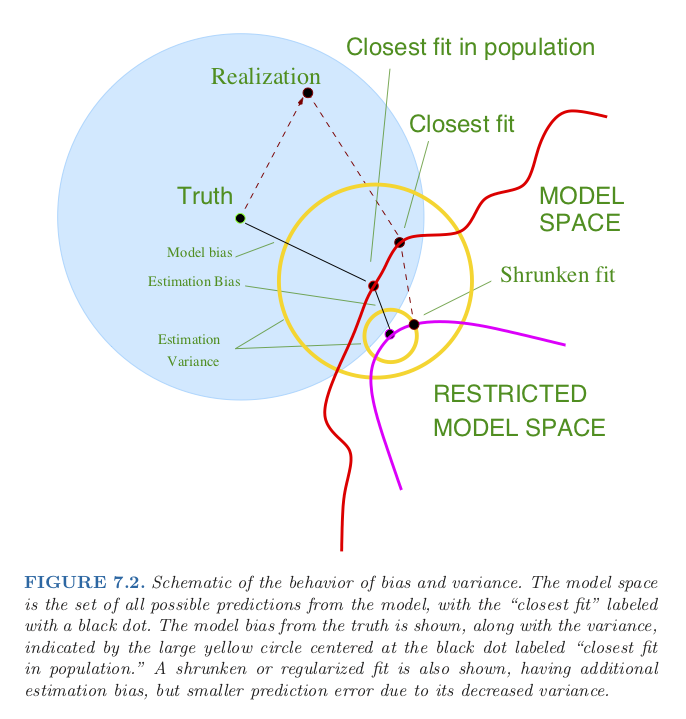 Closest fit in population
Realization
Closest fit
Truth
MODEL
SPACE
Model bias
Shrunken fit
Estimation Bias
Estimation
Variance
RESTRICTED
MODEL SPACE
FIGURE 7.2. Schematic of the behavior of bias and variance. The model space
is the set of all possible predictions from the model, with the “closest fit” labeled
with a black dot. The model bias from the truth is shown, along with the variance,
indicated by the large yellow circle centered at the black dot labeled “closest fit
in population.” A shrunken or regularized fit is also shown, having additional
estimation bias, but smaller prediction error due to its decreased variance.